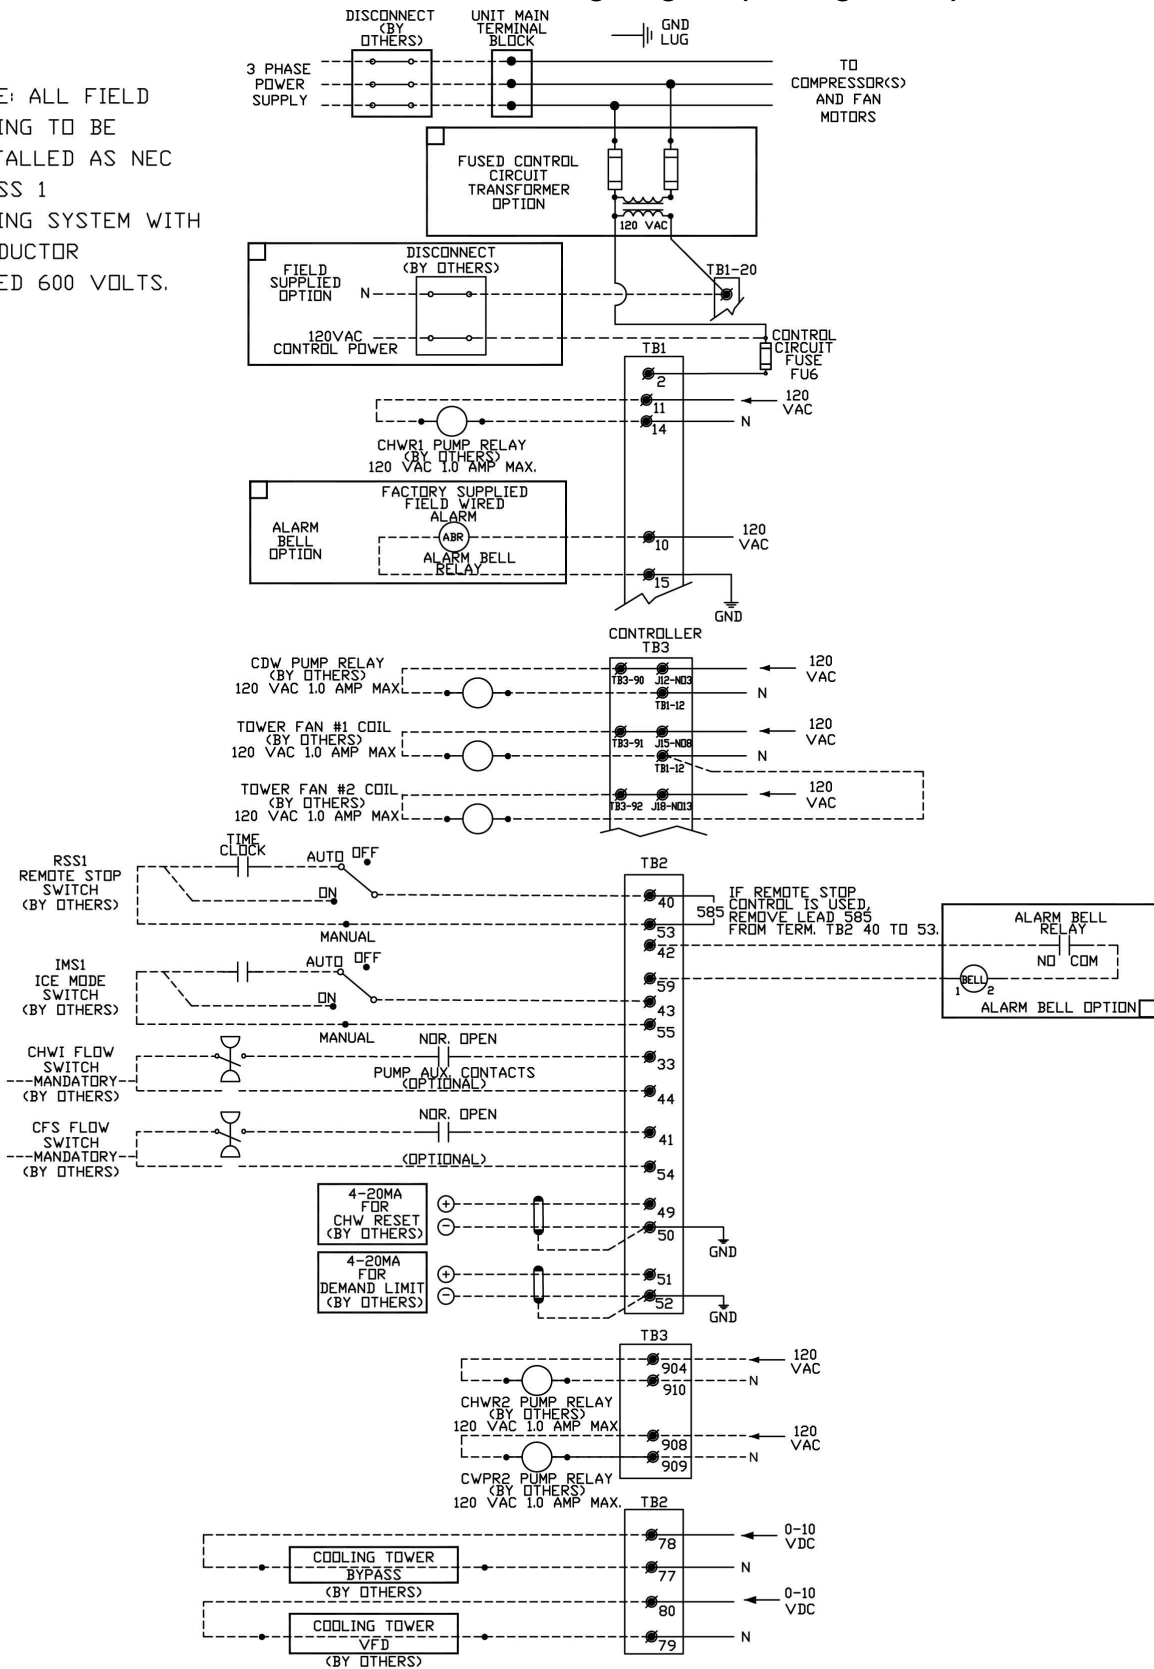 DISCONNECT
(BY
OTHERS)
UNIT MAIN
TERMINAL
BLOCK
GND
LUG
3 PHASE
POWER
SUPPLY
TO
COMPRESSOR(S)
AND FAN
MOTORS
E: ALL FIELD
ING TO BE
TALLED AS NEC
SS 1
ING SYSTEM WITH
DUCTOR
ED 600 VOLTS.
FUSED CONTROL
CIRCUIT
TRANSFORMER
OPTION
120 VAC
DISCONNECT
(BY OTHERS)
FIELD
SUPPLIED
OPTION
N
120VAC
CONTROL POWER
TB1-20
CONTROL
CIRCUIT
FUSE
FU6
TB1
2
11
120
VAC
14
N
CHWR1 PUMP RELAY
(BY OTHERS)
120 VAC 1.0 AMP MAX.
FACTORY SUPPLIED
FIELD WIRED
ALARM
ALARM
BELL
OPTION
ABR
ALARM BELL
RELAY
10
120
VAC
15
GND
CONTROLLER
TB3
CDW PUMP RELAY
(BY OTHERS)
120 VAC 1.0 AMP MAX
TB3-90
J12-NO3
120
VAC
N
TB1-12
TOWER FAN #1 COIL
(BY OTHERS)
120 VAC 1.0 AMP MAX
TB3-91
J15-NO8
120
VAC
N
TB1-12
TOWER FAN #2 COIL
(BY OTHERS)
120 VAC 1.0 AMP MAX
TB3-92
J18-NO13
120
VAC
TIME
CLOCK
AUTO
OFF
ON
MANUAL
RSS1
REMOTE STOP
SWITCH
(BY OTHERS)
TB2
40
585
53
IF REMOTE STOP
CONTROL IS USED,
REMOVE LEAD 585
FROM TERM. TB2 40 TO 53.
42
59
43
55
ALARM BELL
RELAY
NO
COM
BELL
1
2
ALARM BELL OPTION
IMS1
ICE MODE
SWITCH
(BY OTHERS)
AUTO
OFF
ON
MANUAL
CHWI FLOW
SWITCH
---MANDATORY--
(BY OTHERS)
NOR. OPEN
PUMP AUX. CONTACTS
(OPTIONAL)
33
44
CFS FLOW
SWITCH
---MANDATORY--
(BY OTHERS)
NOR. OPEN
(OPTIONAL)
41
54
4-20MA
FOR
CHW RESET
(BY OTHERS)
+
−
49
50
GND
4-20MA
FOR
DEMAND LIMIT
(BY OTHERS)
+
−
51
52
GND
TB3
904
120
VAC
910
N
CHWR2 PUMP RELAY
(BY OTHERS)
120 VAC 1.0 AMP MAX
908
120
VAC
909
N
CWPR2 PUMP RELAY
(BY OTHERS)
120 VAC 1.0 AMP MAX.
TB2
78
0-10
VDC
77
N
COOLING TOWER
BYPASS
(BY OTHERS)
80
0-10
VDC
79
N
COOLING TOWER
VFD
(BY OTHERS)